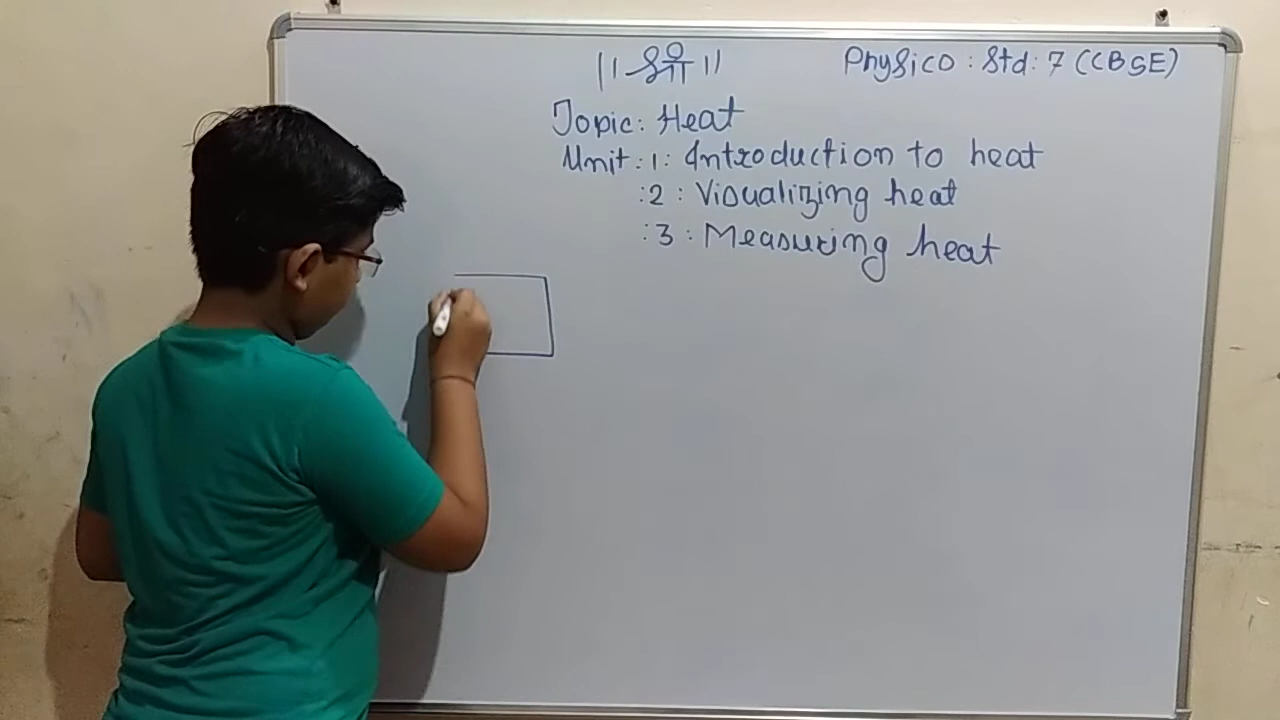 ॥ श्री ॥
Physics : Std : 7 (CBSE)
Topic : Heat
Unit : 1 : Introduction to heat
: 2 : Visualizing heat
: 3 : Measuring heat